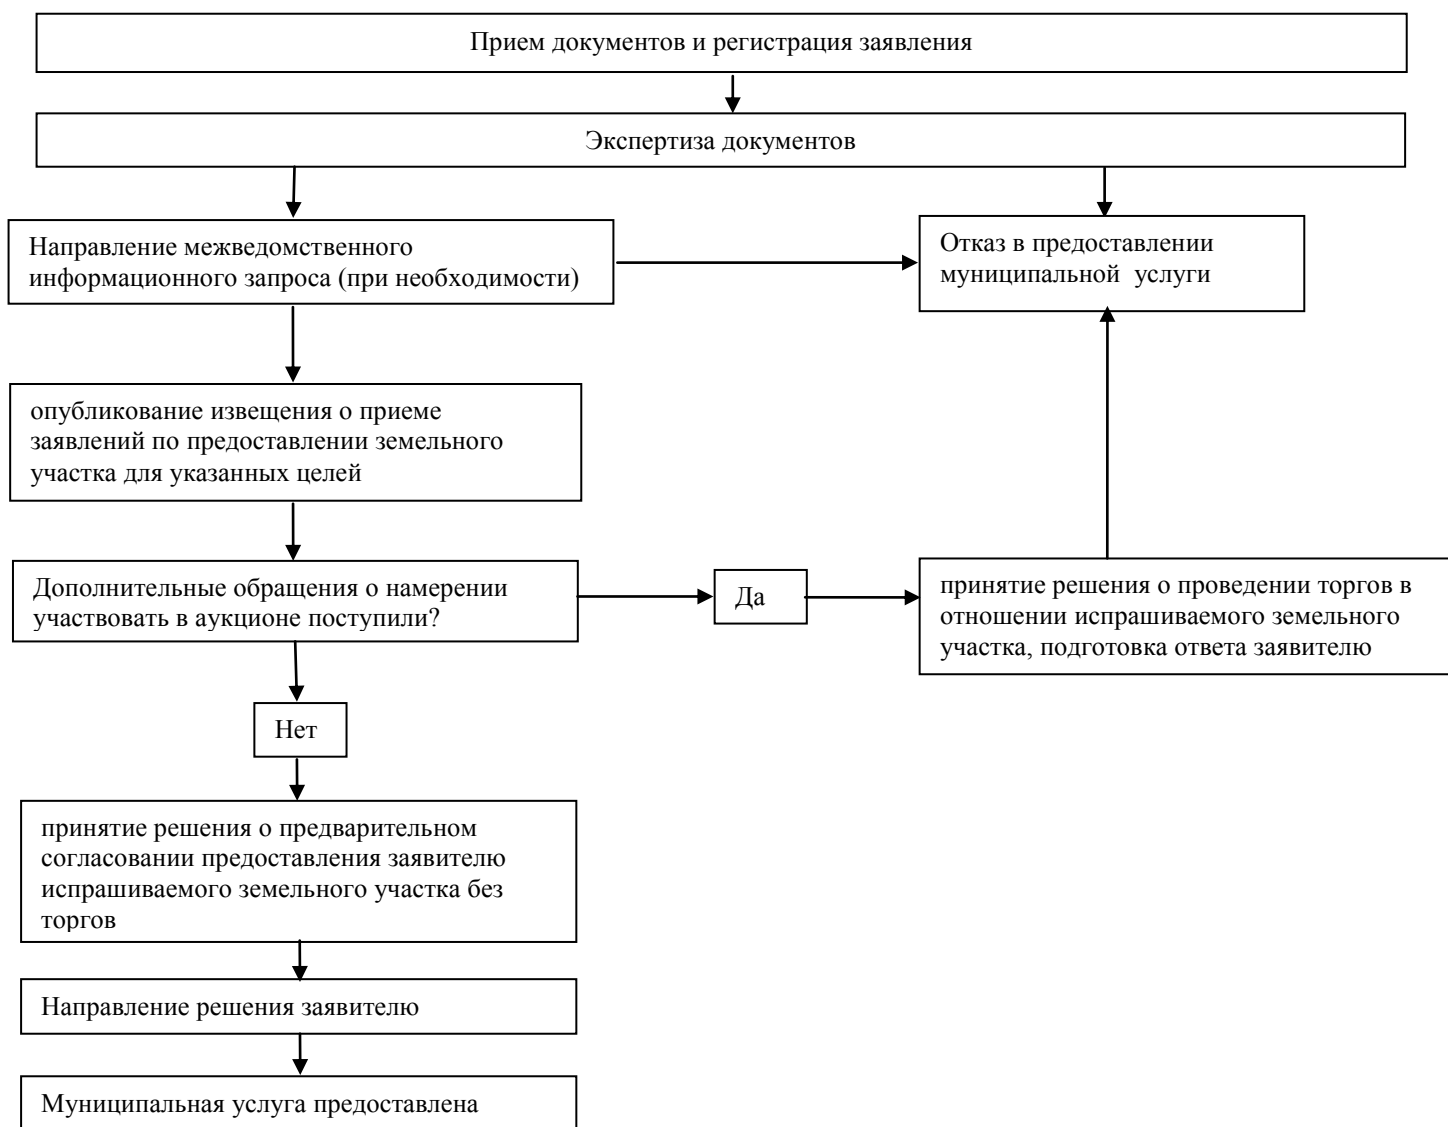 Прием документов и регистрация заявления
Экспертиза документов
Направление межведомственного
информационного запроса (при необходимости)
Отказ в предоставлении
муниципальной услуги
опубликование извещения о приеме
заявлений по предоставлении земельного
участка для указанных целей
Дополнительные обращения о намерении
участвовать в аукционе поступили?
Да
принятие решения о проведении торгов в
отношении испрашиваемого земельного
участка, подготовка ответа заявителю
Нет
принятие решения о предварительном
согласовании предоставления заявителю
испрашиваемого земельного участка без
торгов
Направление решения заявителю
Муниципальная услуга предоставлена